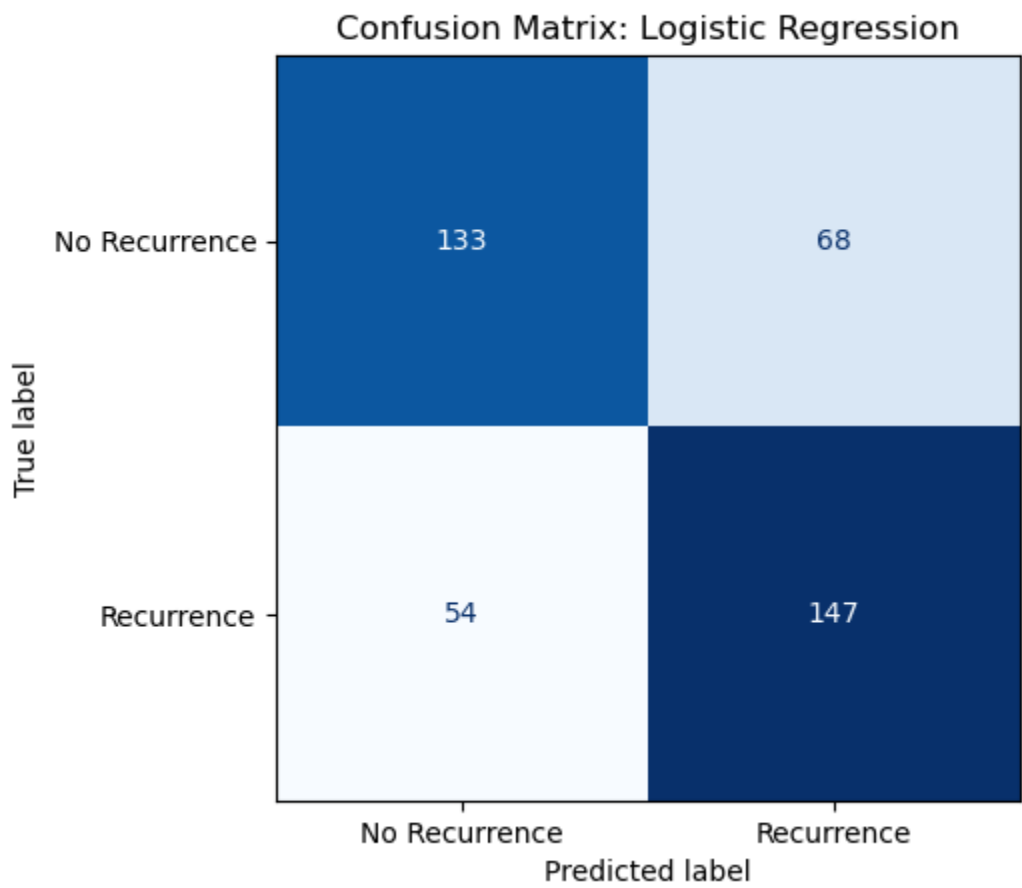 Confusion Matrix: Logistic Regression
True label
No Recurrence
133
68
Recurrence
54
147
No Recurrence
Recurrence
Predicted label